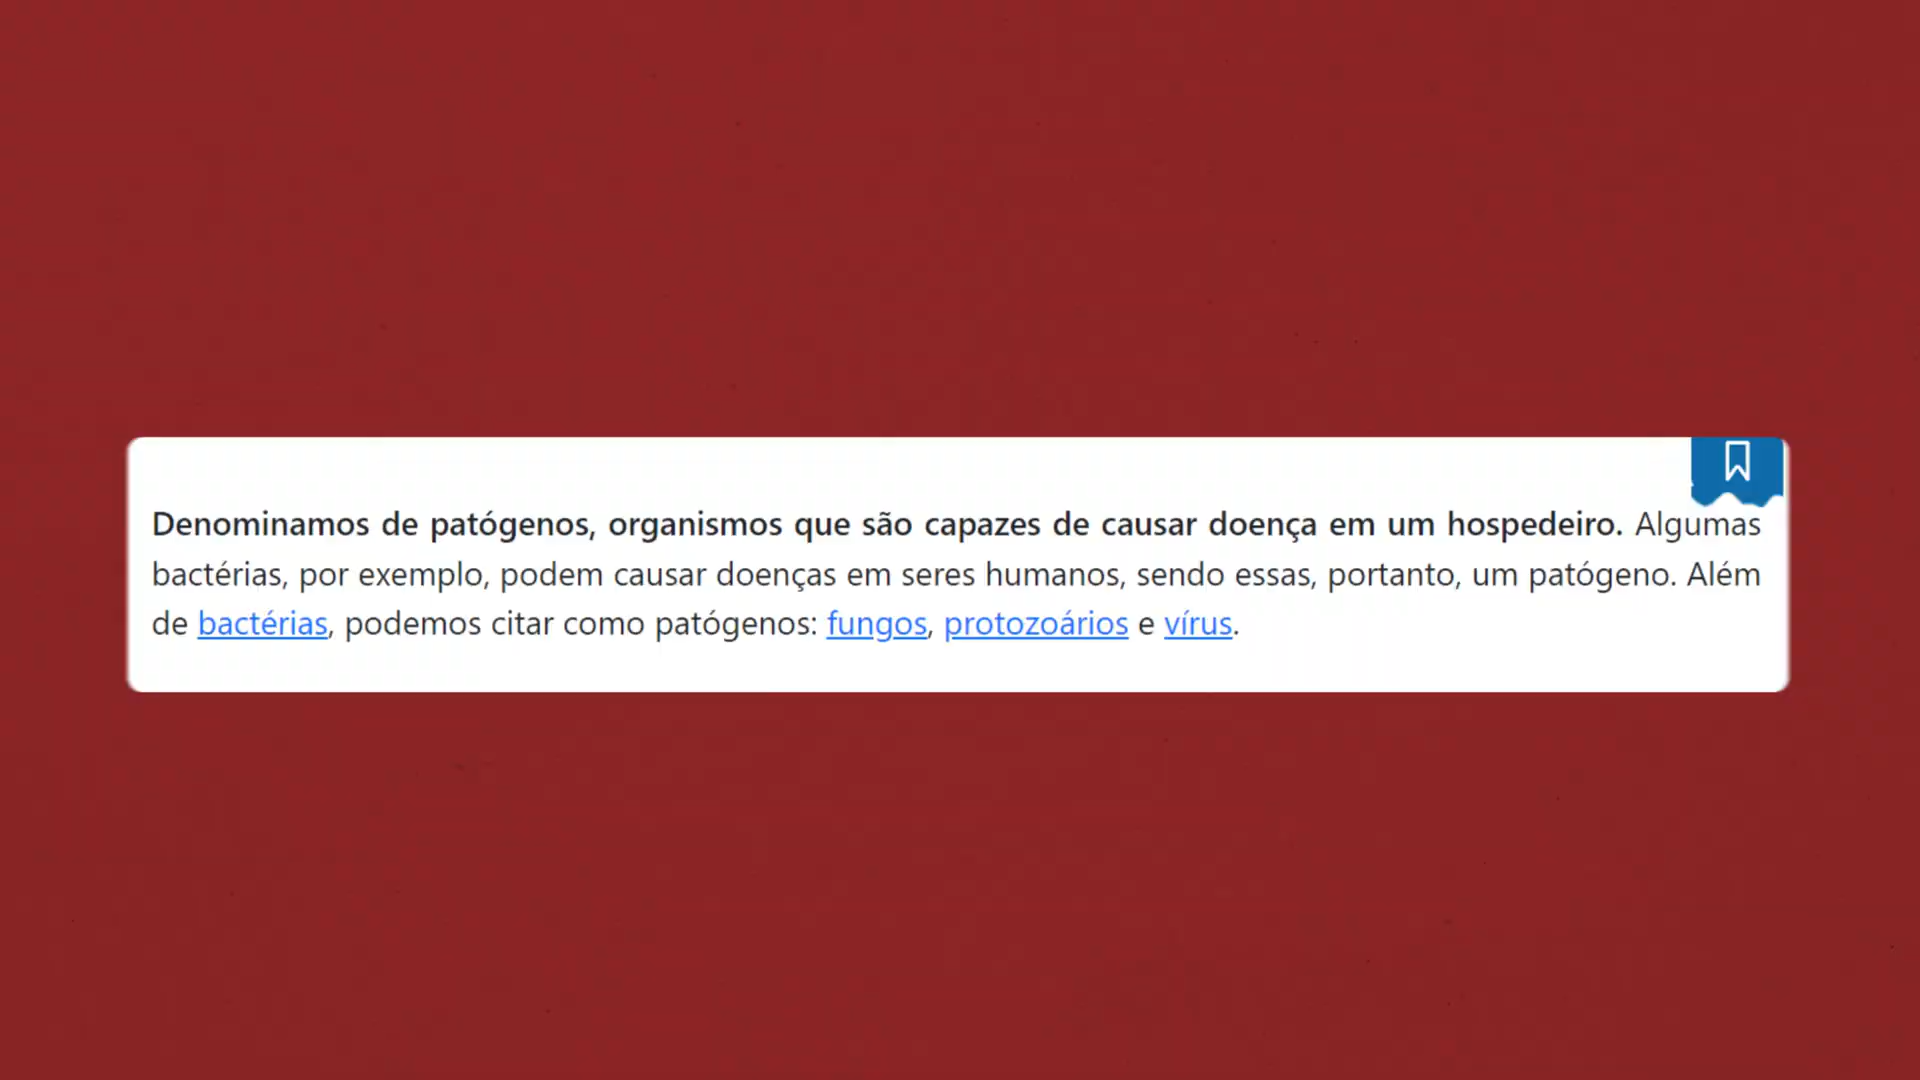 Denominamos de patógenos, organismos que são capazes de causar doença em um hospedeiro. Algumas
bactérias, por exemplo, podem causar doenças em seres humanos, sendo essas, portanto, um patógeno. Além
de bactérias, podemos citar como patógenos: fungos, protozoários e vírus.